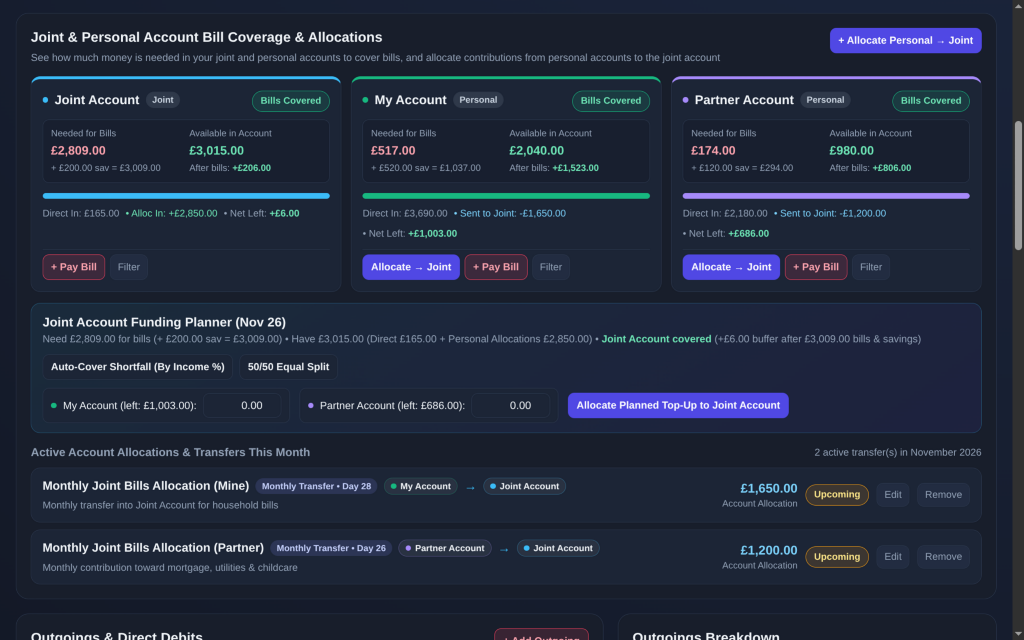 Joint & Personal Account Bill Coverage & Allocations
See how much money is needed in your joint and personal accounts to cover bills, and allocate contributions from personal accounts to the joint account
+ Allocate Personal → Joint
Joint Account Joint Bills Covered
Needed for Bills Available in Account
£2,809.00 £3,015.00
+ £200.00 sav = £3,009.00 After bills: +£206.00
Direct In: £165.00 • Alloc In: +£2,850.00 • Net Left: +£6.00
+ Pay Bill Filter
My Account Personal Bills Covered
Needed for Bills Available in Account
£517.00 £2,040.00
+ £520.00 sav = £1,037.00 After bills: +£1,523.00
Direct In: £3,690.00 • Sent to Joint: -£1,650.00
• Net Left: +£1,003.00
Allocate → Joint + Pay Bill Filter
Partner Account Personal Bills Covered
Needed for Bills Available in Account
£174.00 £980.00
+ £120.00 sav = £294.00 After bills: +£806.00
Direct In: £2,180.00 • Sent to Joint: -£1,200.00
• Net Left: +£686.00
Allocate → Joint + Pay Bill Filter
Joint Account Funding Planner (Nov 26)
Need £2,809.00 for bills (+ £200.00 sav = £3,009.00) • Have £3,015.00 (Direct £165.00 + Personal Allocations £2,850.00) • Joint Account covered (+£6.00 buffer after £3,009.00 bills & savings)
Auto-Cover Shortfall (By Income %) 50/50 Equal Split
My Account (left: £1,003.00): 0.00 Partner Account (left: £686.00): 0.00 Allocate Planned Top-Up to Joint Account
Active Account Allocations & Transfers This Month 2 active transfer(s) in November 2026
Monthly Joint Bills Allocation (Mine) Monthly Transfer • Day 28 My Account → Joint Account
Monthly transfer into Joint Account for household bills
£1,650.00
Account Allocation
Upcoming Edit Remove
Monthly Joint Bills Allocation (Partner) Monthly Transfer • Day 26 Partner Account → Joint Account
Monthly contribution toward mortgage, utilities & childcare
£1,200.00
Account Allocation
Upcoming Edit Remove
Outgoings & Direct Debits + Add Outgoing
Outgoings Breakdown